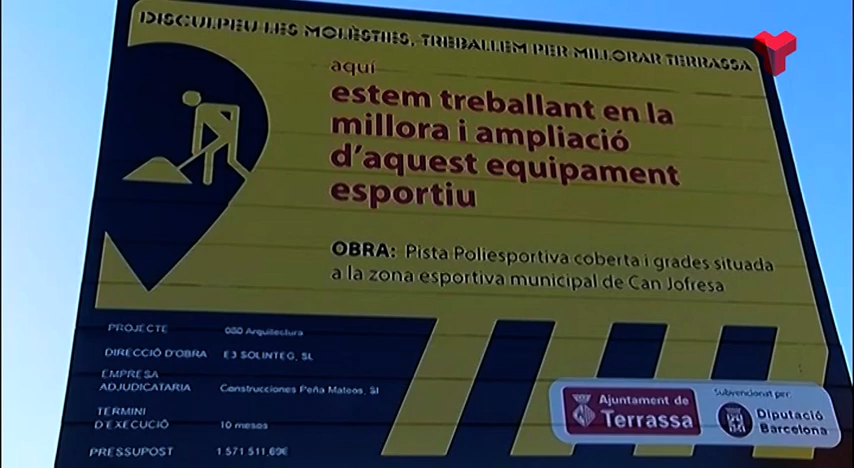 DISCULPEU LES MOLÈSTIES, TREBALLEM PER MILLORAR TERRASSA
aquí
estem treballant en la
millora i ampliació
d'aquest equipament
esportiu
OBRA: Pista Poliesportiva coberta i grades situada
a la zona esportiva municipal de Can Jofresa
PROJECTE 080 Arquitectura
DIRECCIÓ D'OBRA E3 SOLINTEG, SL
EMPRESA
ADJUDICATARIA Construcciones Peña Mateos, Sl
TERMINI
D'EXECUCIÓ 10 mesos
PRESSUPOST 1 571 511,69€
Ajuntament de
Terrassa
Subvencionat per:
Diputació
Barcelona